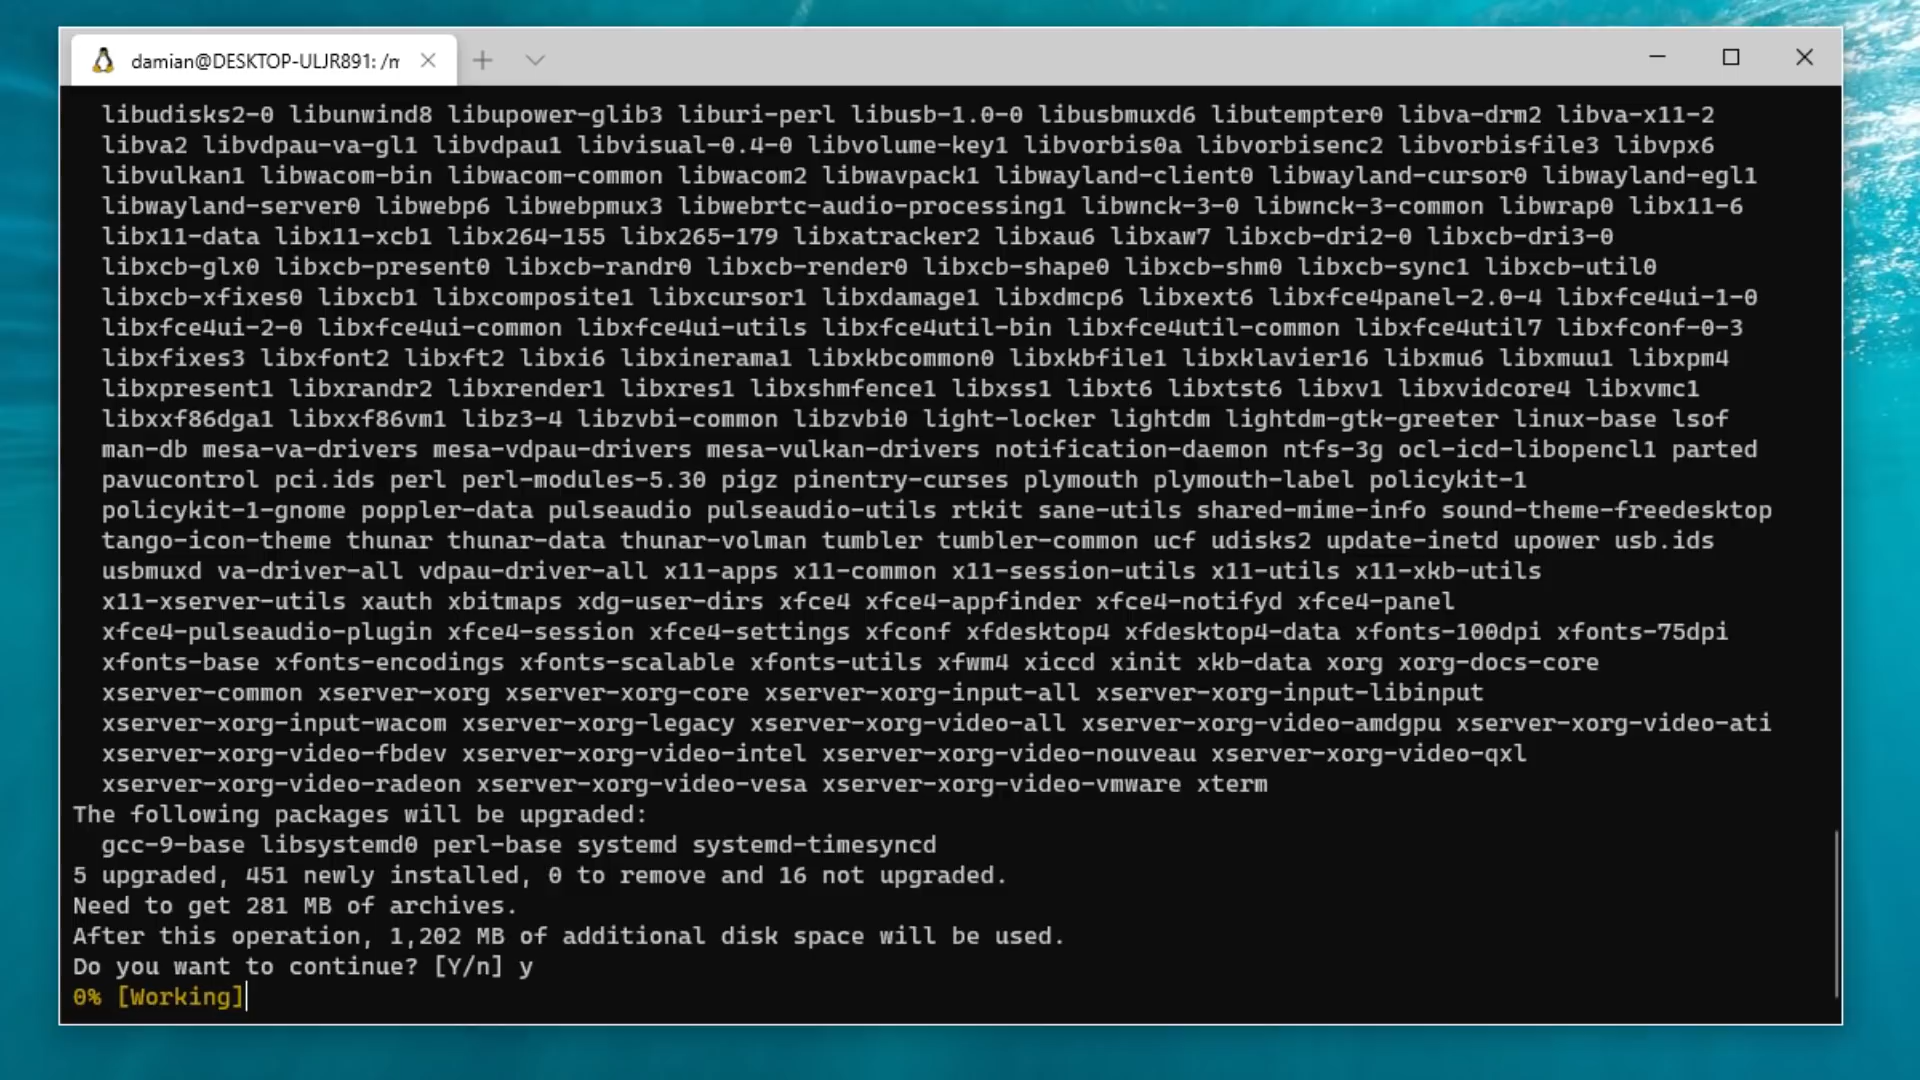 damian@DESKTOP-ULJR891: /m
libudisks2-0 libunwind8 libupower-glib3 liburi-perl libusb-1.0-0 libusbmuxd6 libutempter0 libva-drm2 libva-x11-2
libva2 libvdpau-va-gl1 libvdpau1 libvisual-0.4-0 libvolume-key1 libvorbis0a libvorbisenc2 libvorbisfile3 libvpx6
libvulkan1 libwacom-bin libwacom-common libwacom2 libwavpack1 libwayland-client0 libwayland-cursor0 libwayland-egl1
libwayland-server0 libwebp6 libwebpmux3 libwebrtc-audio-processing1 libwnck-3-0 libwnck-3-common libwrap0 libx11-6
libx11-data libx11-xcb1 libx264-155 libx265-179 libxatracker2 libxau6 libxaw7 libxcb-dri2-0 libxcb-dri3-0
libxcb-glx0 libxcb-present0 libxcb-randr0 libxcb-render0 libxcb-shape0 libxcb-shm0 libxcb-sync1 libxcb-util0
libxcb-xfixes0 libxcb1 libxcomposite1 libxcursor1 libxdamage1 libxdmcp6 libxext6 libxfce4panel-2.0-4 libxfce4ui-1-0
libxfce4ui-2-0 libxfce4ui-common libxfce4ui-utils libxfce4util-bin libxfce4util-common libxfce4util7 libxfconf-0-3
libxfixes3 libxfont2 libxft2 libxi6 libxinerama1 libxkbcommon0 libxkbfile1 libxklavier16 libxmu6 libxmuu1 libxpm4
libxpresent1 libxrandr2 libxrender1 libxres1 libxshmfence1 libxss1 libxt6 libxtst6 libxv1 libxvidcore4 libxvmc1
libxxf86dga1 libxxf86vm1 libz3-4 libzvbi-common libzvbi0 light-locker lightdm lightdm-gtk-greeter linux-base lsof
man-db mesa-va-drivers mesa-vdpau-drivers mesa-vulkan-drivers notification-daemon ntfs-3g ocl-icd-libopencl1 parted
pavucontrol pci.ids perl perl-modules-5.30 pigz pinentry-curses plymouth plymouth-label policykit-1
policykit-1-gnome poppler-data pulseaudio pulseaudio-utils rtkit sane-utils shared-mime-info sound-theme-freedesktop
tango-icon-theme thunar thunar-data thunar-volman tumbler tumbler-common ucf udisks2 update-inetd upower usb.ids
usbmuxd va-driver-all vdpau-driver-all x11-apps x11-common x11-session-utils x11-utils x11-xkb-utils
x11-xserver-utils xauth xbitmaps xdg-user-dirs xfce4 xfce4-appfinder xfce4-notifyd xfce4-panel
xfce4-pulseaudio-plugin xfce4-session xfce4-settings xfconf xfdesktop4 xfdesktop4-data xfonts-100dpi xfonts-75dpi
xfonts-base xfonts-encodings xfonts-scalable xfonts-utils xfwm4 xiccd xinit xkb-data xorg xorg-docs-core
xserver-common xserver-xorg xserver-xorg-core xserver-xorg-input-all xserver-xorg-input-libinput
xserver-xorg-input-wacom xserver-xorg-legacy xserver-xorg-video-all xserver-xorg-video-amdgpu xserver-xorg-video-ati
xserver-xorg-video-fbdev xserver-xorg-video-intel xserver-xorg-video-nouveau xserver-xorg-video-qxl
xserver-xorg-video-radeon xserver-xorg-video-vesa xserver-xorg-video-vmware xterm
The following packages will be upgraded:
gcc-9-base libsystemd0 perl-base systemd systemd-timesyncd
5 upgraded, 451 newly installed, 0 to remove and 16 not upgraded.
Need to get 281 MB of archives.
After this operation, 1,202 MB of additional disk space will be used.
Do you want to continue? [Y/n] y
0% [Working]